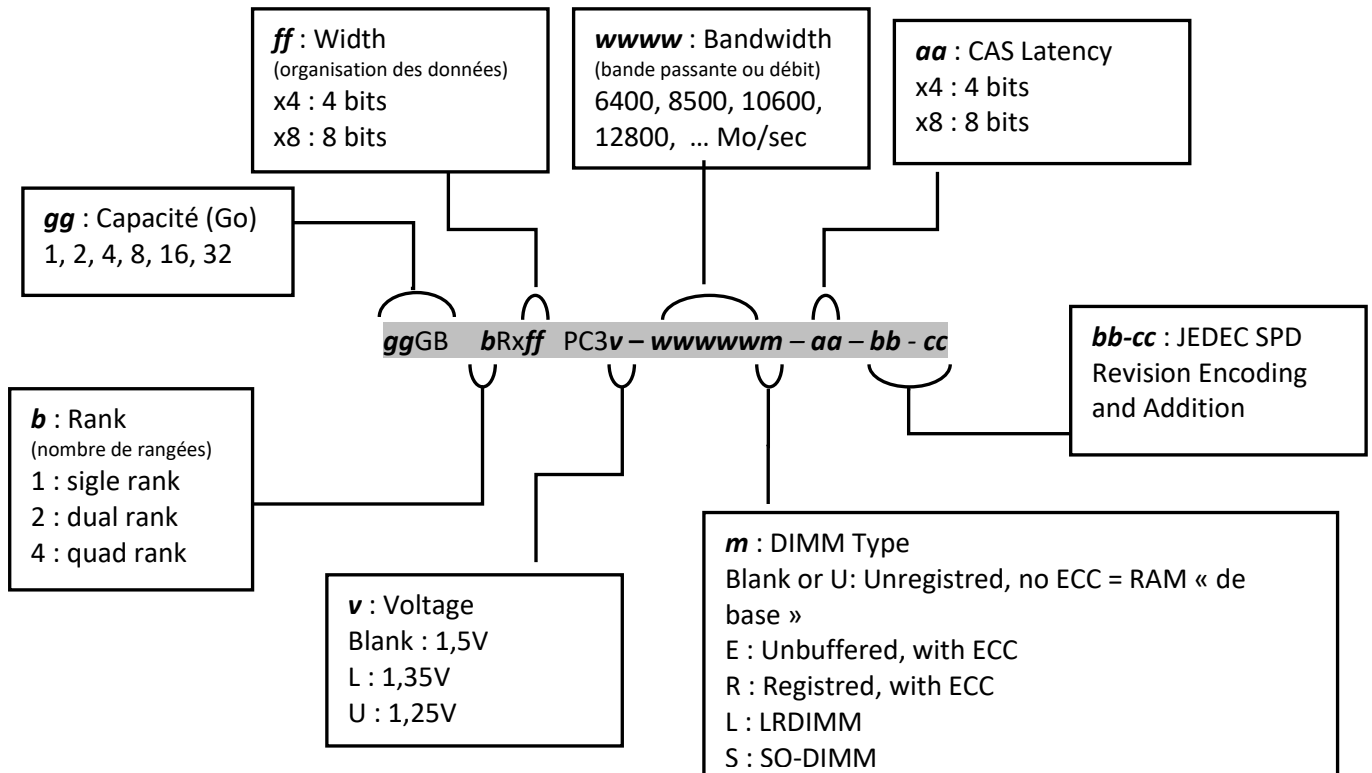 ff : Width
(organisation des données)
x4 : 4 bits
x8 : 8 bits
wwww : Bandwidth
(bande passante ou débit)
6400, 8500, 10600,
12800, … Mo/sec
aa : CAS Latency
x4 : 4 bits
x8 : 8 bits
gg : Capacité (Go)
1, 2, 4, 8, 16, 32
ggGB bRxff PC3v – wwwwwm – aa – bb - cc
bb-cc : JEDEC SPD
Revision Encoding
and Addition
b : Rank
(nombre de rangées)
1 : sigle rank
2 : dual rank
4 : quad rank
v : Voltage
Blank : 1,5V
L : 1,35V
U : 1,25V
m : DIMM Type
Blank or U: Unregistred, no ECC = RAM « de
base »
E : Unbuffered, with ECC
R : Registred, with ECC
L : LRDIMM
S : SO-DIMM